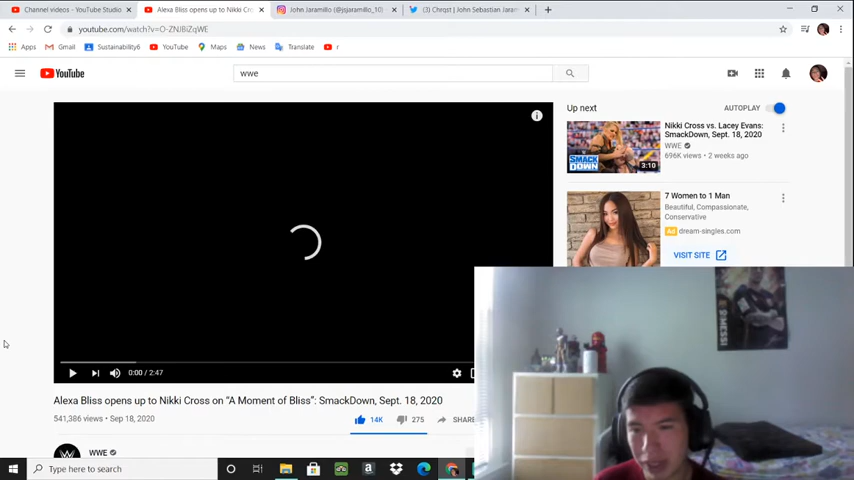 Channel videos - YouTube Studio
Alexa Bliss opens up to Nikki Cro
John Jaramillo (@jsjaramillo_10)
(3) Chrqst | John Sebastian Jaram
youtube.com/watch?v=O-ZNJ8iZqWE
Apps
Gmail
Sustainability6
YouTube
Maps
News
Translate
r
YouTube
wwe
Up next
AUTOPLAY
Nikki Cross vs. Lacey Evans:
SmackDown, Sept. 18, 2020
WWE
696K views • 2 weeks ago
SMACK
DOWN
3:10
7 Women to 1 Man
Beautiful, Compassionate,
Conservative
Ad dream-singles.com
VISIT SITE
0:00 / 2:47
Alexa Bliss opens up to Nikki Cross on “A Moment of Bliss”: SmackDown, Sept. 18, 2020
541,386 views • Sep 18, 2020
14K
275
SHARE
WWE
MESSI
Type here to search